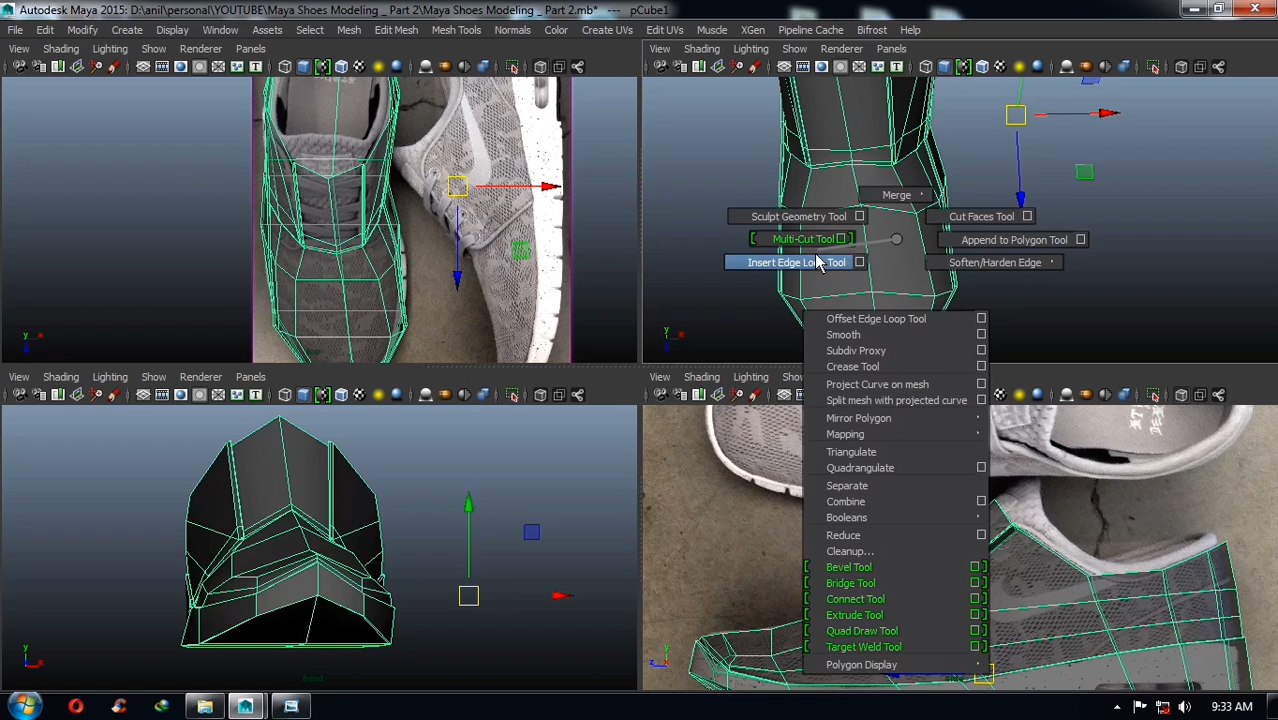 Autodesk Maya 2015: D:\anil\personal\YOUTUBE\Maya Shoes Modeling _ Part 2\Maya Shoes Modeling _ Part 2.mb* --- pCube1
File Edit Modify Create Display Window Assets Select Mesh Edit Mesh Mesh Tools Normals Color Create UVs Edit UVs Muscle XGen Pipeline Cache Bifrost Help
View Shading Lighting Show Renderer Panels
View Shading Lighting Show Renderer Panels
Merge
Sculpt Geometry Tool
Cut Faces Tool
Multi-Cut Tool
Append to Polygon Tool
Insert Edge Loop Tool
Soften/Harden Edge
Offset Edge Loop Tool
Smooth
Subdiv Proxy
Crease Tool
Project Curve on mesh
Split mesh with projected curve
Mirror Polygon
Mapping
Triangulate
Quadrangulate
Separate
Combine
Booleans
Reduce
Cleanup...
Bevel Tool
Bridge Tool
Connect Tool
Extrude Tool
Quad Draw Tool
Target Weld Tool
Polygon Display
View Shading Lighting Show Renderer Panels
View Shading Lighting
y x
y x
y x
z
front
9:33 AM